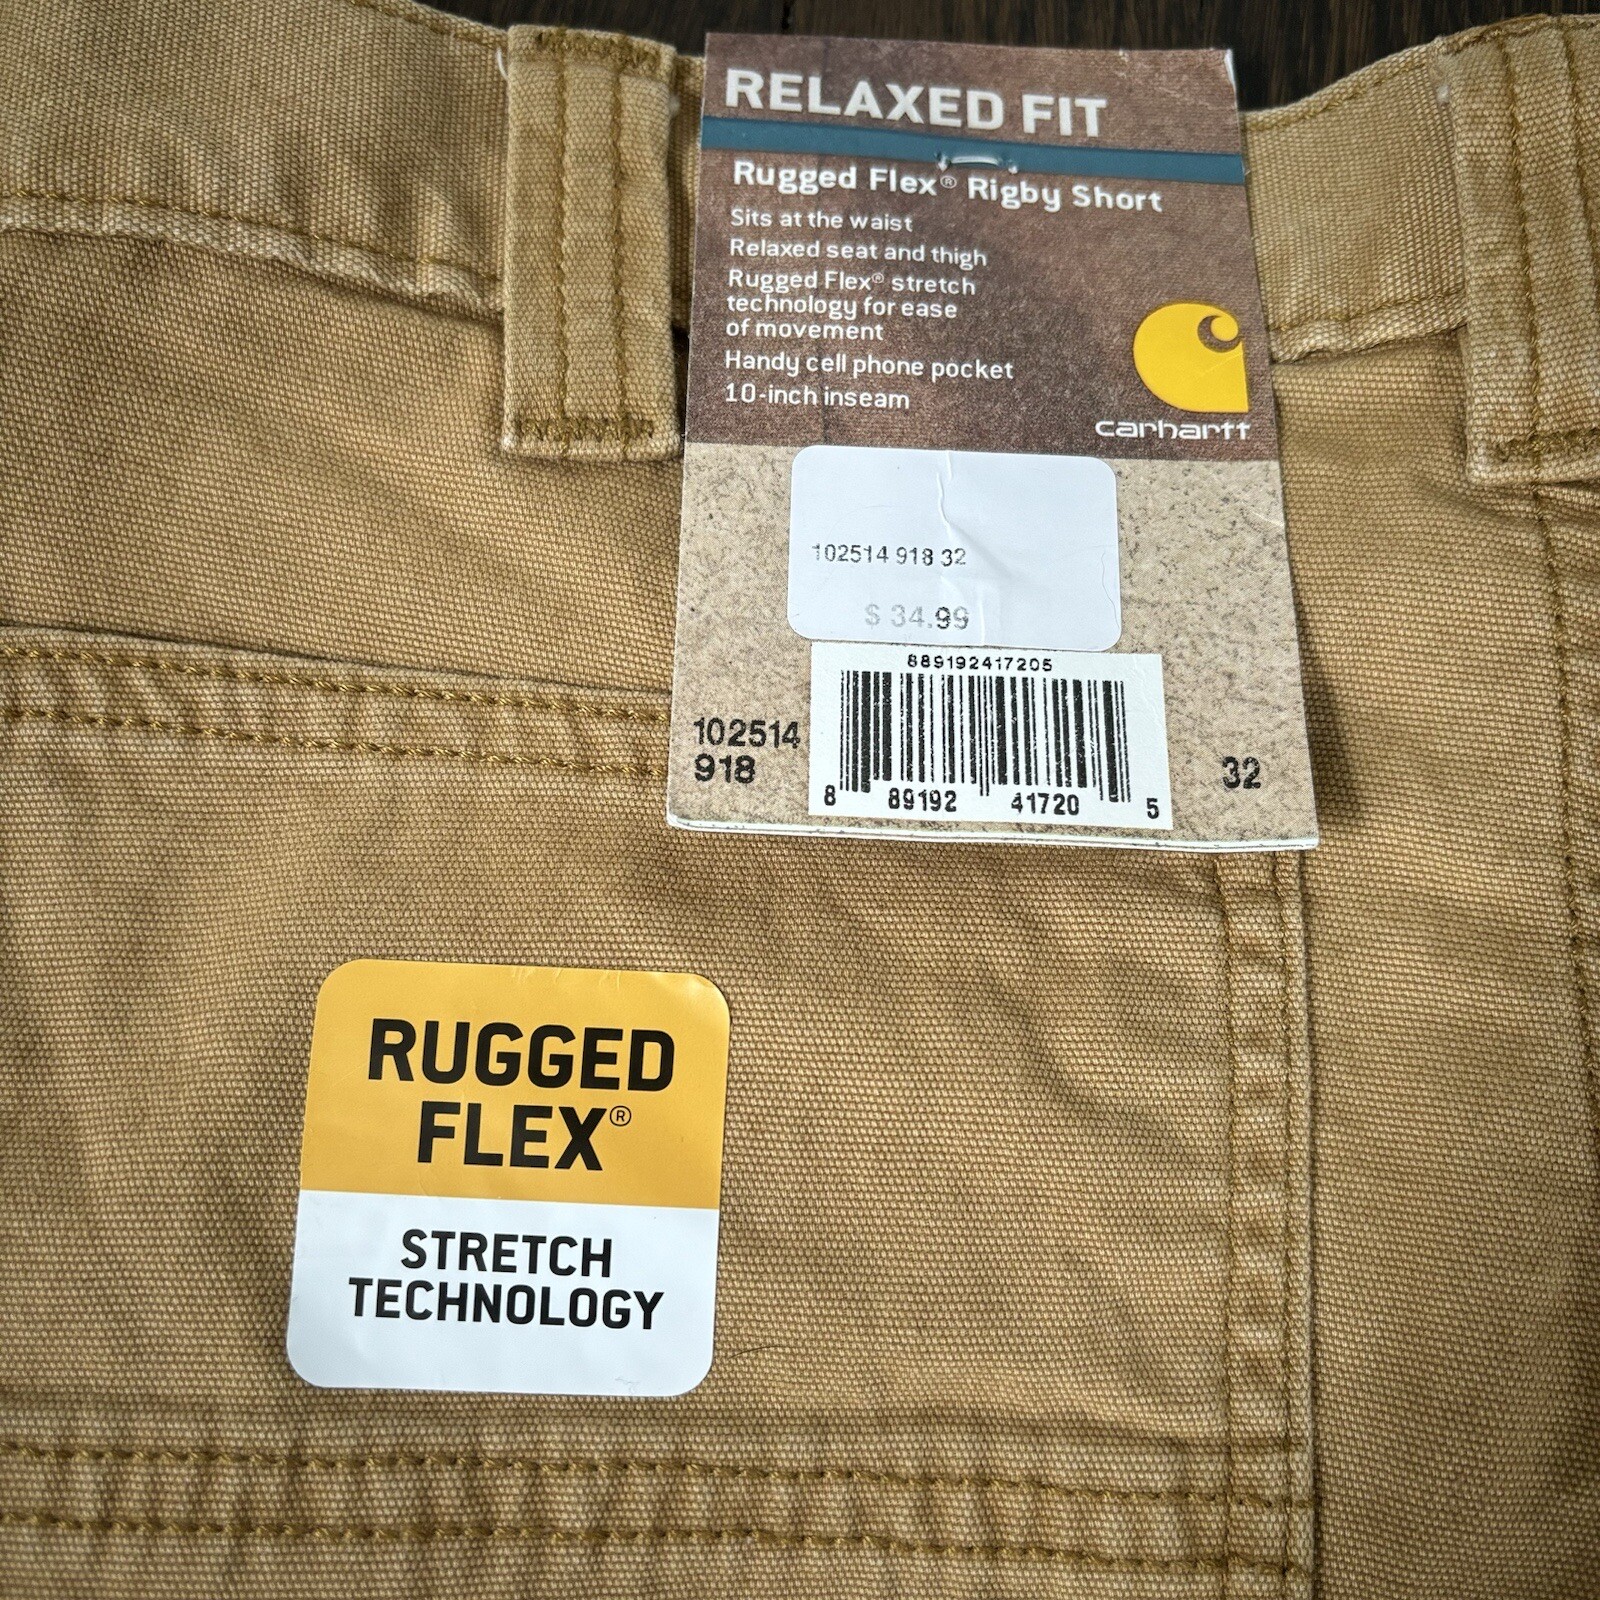 RELAXED FIT
Rugged Flex® Rigby Short
Sits at the waist
Relaxed seat and thigh
Rugged Flex® stretch
technology for ease
of movement
Handy cell phone pocket
10-inch inseam
carhartt
102514 918 32
$ 34.99
889192417205
102514
918
8 89192 41720 5
32
RUGGED
FLEX®
STRETCH
TECHNOLOGY